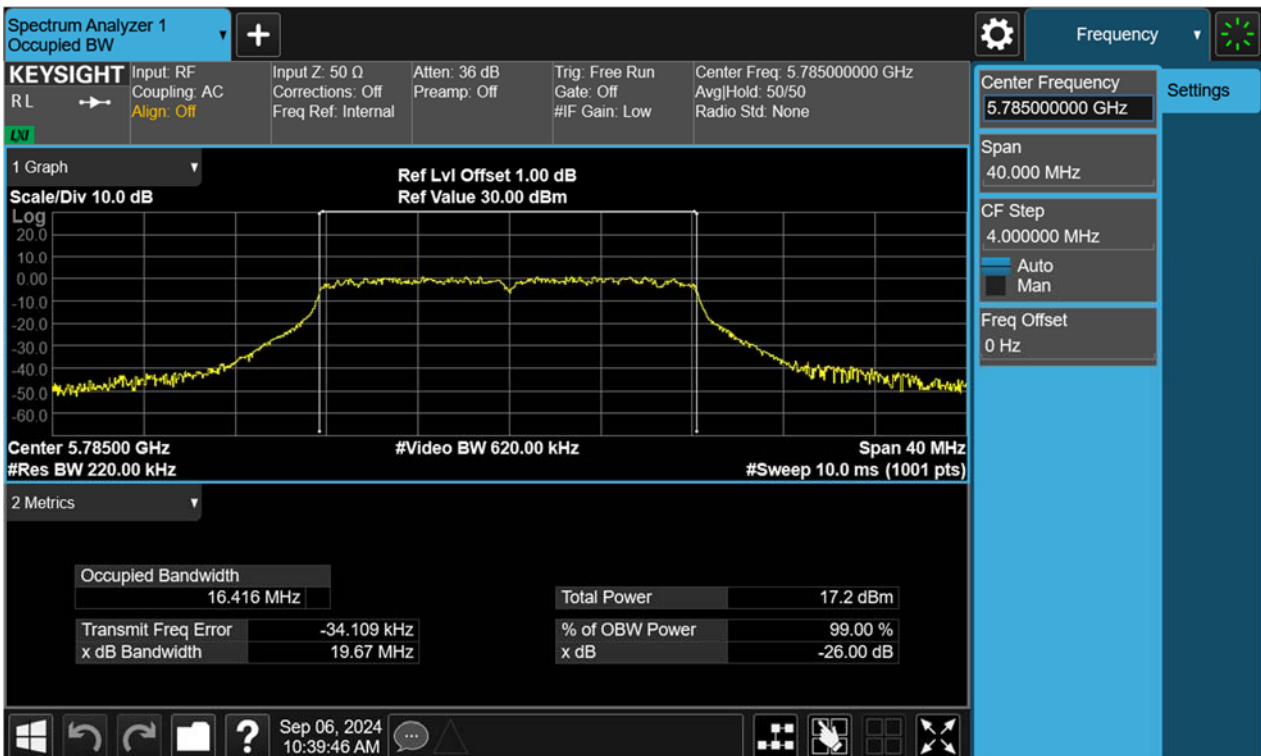 Spectrum Analyzer 1
Occupied BW
Frequency
KEYSIGHT
R L
LXI
Input: RF
Coupling: AC
Align: Off
Input Z: 50 Ω
Corrections: Off
Freq Ref: Internal
Atten: 36 dB
Preamp: Off
Trig: Free Run
Gate: Off
#IF Gain: Low
Center Freq: 5.785000000 GHz
Avg|Hold: 50/50
Radio Std: None
Center Frequency
5.785000000 GHz
Settings
Span
40.000 MHz
CF Step
4.000000 MHz
Auto
Man
Freq Offset
0 Hz
1 Graph
Scale/Div 10.0 dB
Ref Lvl Offset 1.00 dB
Ref Value 30.00 dBm
Log
20.0
10.0
0.00
-10.0
-20.0
-30.0
-40.0
-50.0
-60.0
Center 5.78500 GHz
#Res BW 220.00 kHz
#Video BW 620.00 kHz
Span 40 MHz
#Sweep 10.0 ms (1001 pts)
2 Metrics
Occupied Bandwidth
16.416 MHz
Transmit Freq Error -34.109 kHz
x dB Bandwidth 19.67 MHz
Total Power 17.2 dBm
% of OBW Power 99.00 %
x dB -26.00 dB
?
Sep 06, 2024
10:39:46 AM